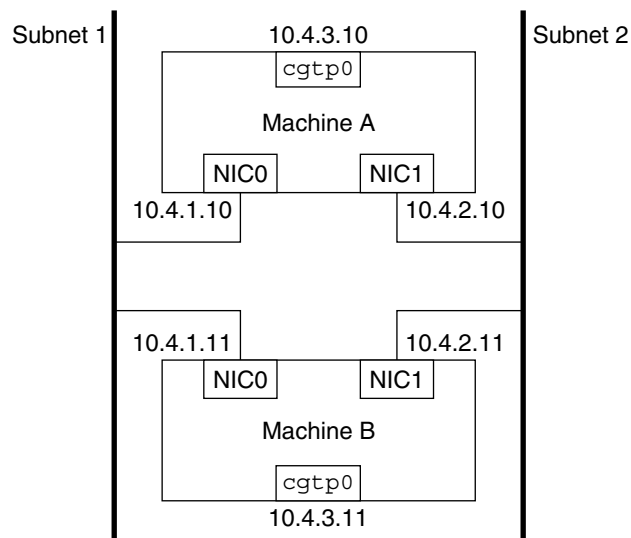 Subnet 1
10.4.3.10
Subnet 2
cgtp0
Machine A
NIC0
NIC1
10.4.1.10
10.4.2.10
10.4.1.11
10.4.2.11
NIC0
NIC1
Machine B
cgtp0
10.4.3.11